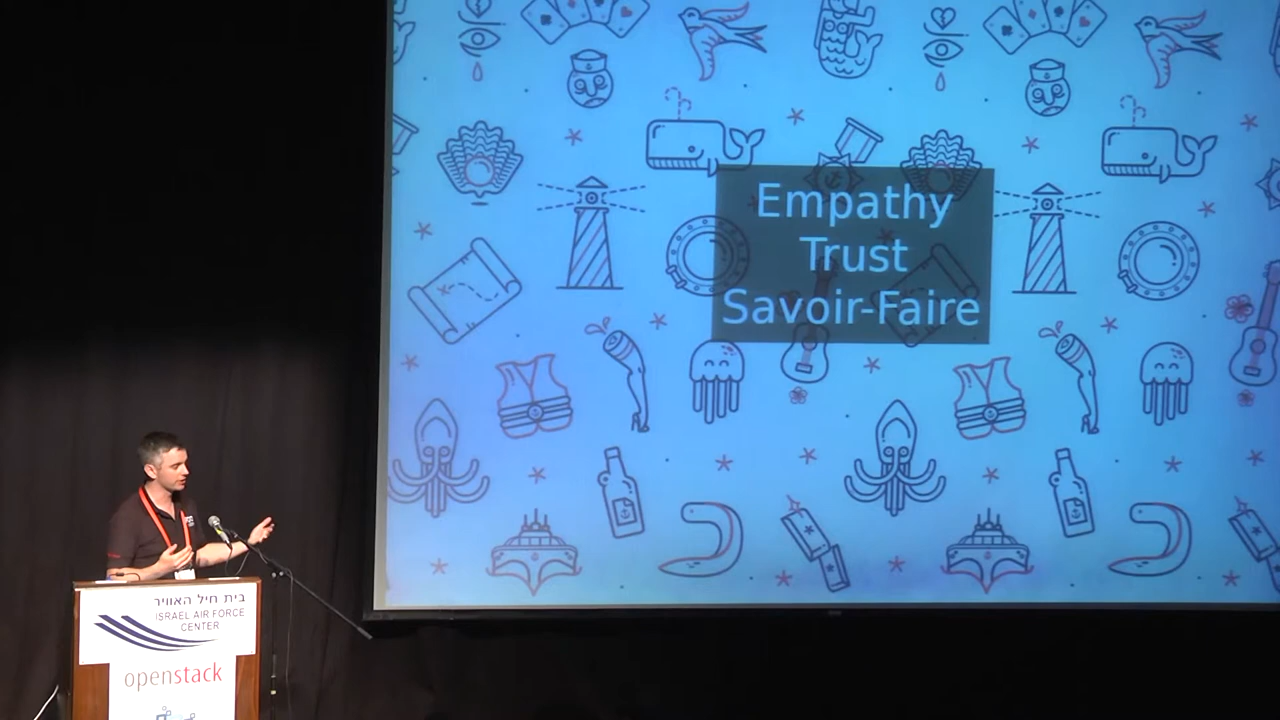 Empathy
Trust
Savoir-Faire
בית חיל האוויר
ISRAEL AIR FORCE
CENTER
openstack